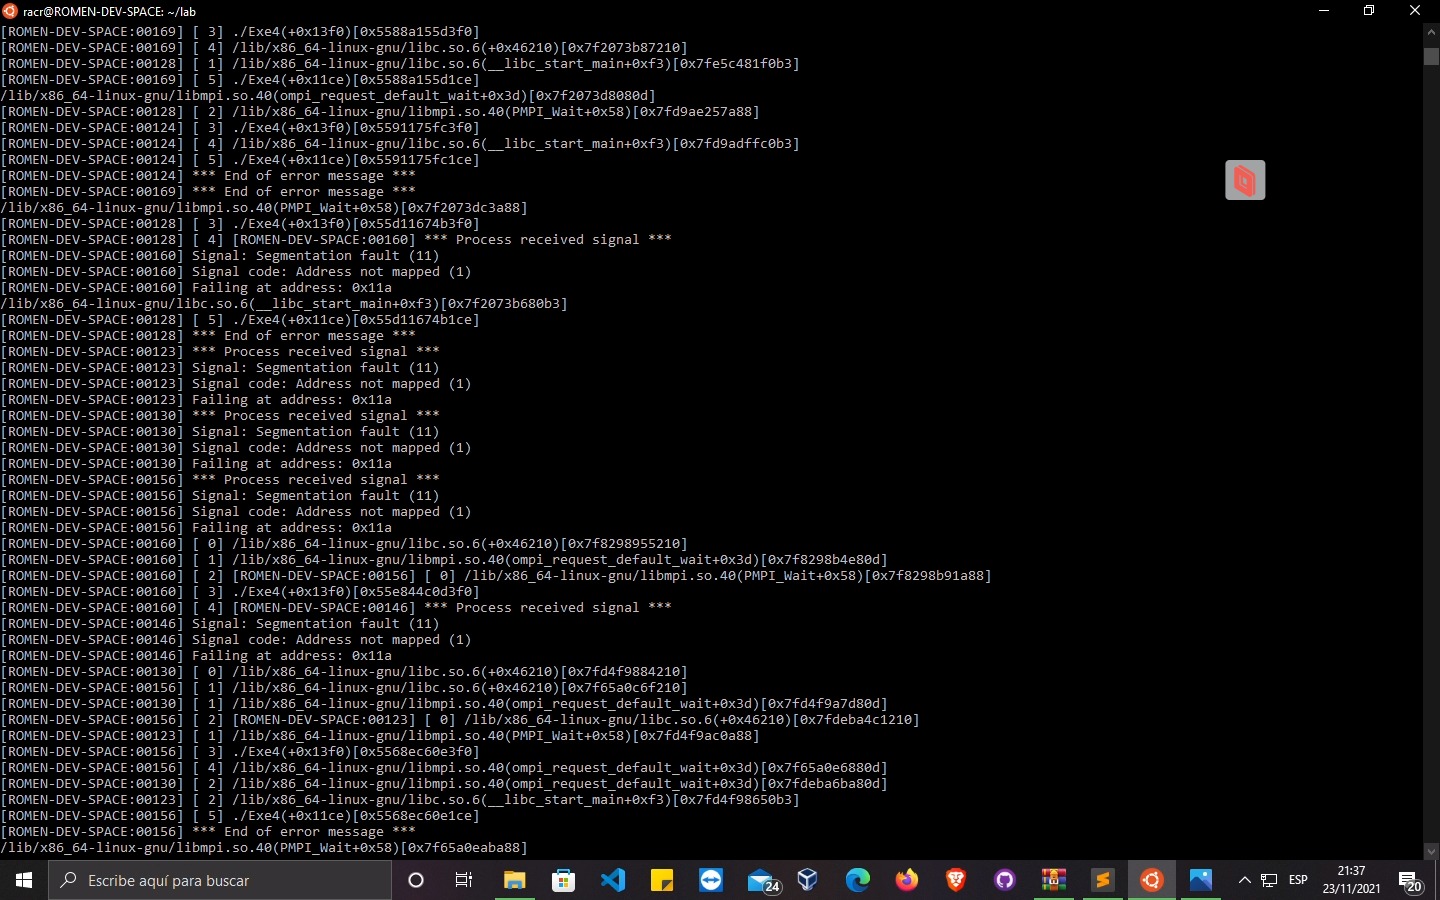 racr@ROMEN-DEV-SPACE: ~/lab
[ROMEN-DEV-SPACE:00169] [ 3] ./Exe4(+0x13f0)[0x5588a155d3f0]
[ROMEN-DEV-SPACE:00169] [ 4] /lib/x86_64-linux-gnu/libc.so.6(+0x46210)[0x7f2073b87210]
[ROMEN-DEV-SPACE:00128] [ 1] /lib/x86_64-linux-gnu/libc.so.6(__libc_start_main+0xf3)[0x7fe5c481f0b3]
[ROMEN-DEV-SPACE:00169] [ 5] ./Exe4(+0x11ce)[0x5588a155d1ce]
/lib/x86_64-linux-gnu/libmpi.so.40(ompi_request_default_wait+0x3d)[0x7f2073d8080d]
[ROMEN-DEV-SPACE:00128] [ 2] /lib/x86_64-linux-gnu/libmpi.so.40(PMPI_Wait+0x58)[0x7fd9ae257a88]
[ROMEN-DEV-SPACE:00124] [ 3] ./Exe4(+0x13f0)[0x5591175fc3f0]
[ROMEN-DEV-SPACE:00124] [ 4] /lib/x86_64-linux-gnu/libc.so.6(__libc_start_main+0xf3)[0x7fd9adffc0b3]
[ROMEN-DEV-SPACE:00124] [ 5] ./Exe4(+0x11ce)[0x5591175fc1ce]
[ROMEN-DEV-SPACE:00124] *** End of error message ***
[ROMEN-DEV-SPACE:00169] *** End of error message ***
/lib/x86_64-linux-gnu/libmpi.so.40(PMPI_Wait+0x58)[0x7f2073dc3a88]
[ROMEN-DEV-SPACE:00128] [ 3] ./Exe4(+0x13f0)[0x55d11674b3f0]
[ROMEN-DEV-SPACE:00128] [ 4] [ROMEN-DEV-SPACE:00160] *** Process received signal ***
[ROMEN-DEV-SPACE:00160] Signal: Segmentation fault (11)
[ROMEN-DEV-SPACE:00160] Signal code: Address not mapped (1)
[ROMEN-DEV-SPACE:00160] Failing at address: 0x11a
/lib/x86_64-linux-gnu/libc.so.6(__libc_start_main+0xf3)[0x7f2073b680b3]
[ROMEN-DEV-SPACE:00128] [ 5] ./Exe4(+0x11ce)[0x55d11674b1ce]
[ROMEN-DEV-SPACE:00128] *** End of error message ***
[ROMEN-DEV-SPACE:00123] *** Process received signal ***
[ROMEN-DEV-SPACE:00123] Signal: Segmentation fault (11)
[ROMEN-DEV-SPACE:00123] Signal code: Address not mapped (1)
[ROMEN-DEV-SPACE:00123] Failing at address: 0x11a
[ROMEN-DEV-SPACE:00130] *** Process received signal ***
[ROMEN-DEV-SPACE:00130] Signal: Segmentation fault (11)
[ROMEN-DEV-SPACE:00130] Signal code: Address not mapped (1)
[ROMEN-DEV-SPACE:00130] Failing at address: 0x11a
[ROMEN-DEV-SPACE:00156] *** Process received signal ***
[ROMEN-DEV-SPACE:00156] Signal: Segmentation fault (11)
[ROMEN-DEV-SPACE:00156] Signal code: Address not mapped (1)
[ROMEN-DEV-SPACE:00156] Failing at address: 0x11a
[ROMEN-DEV-SPACE:00160] [ 0] /lib/x86_64-linux-gnu/libc.so.6(+0x46210)[0x7f8298955210]
[ROMEN-DEV-SPACE:00160] [ 1] /lib/x86_64-linux-gnu/libmpi.so.40(ompi_request_default_wait+0x3d)[0x7f8298b4e80d]
[ROMEN-DEV-SPACE:00160] [ 2] [ROMEN-DEV-SPACE:00156] [ 0] /lib/x86_64-linux-gnu/libmpi.so.40(PMPI_Wait+0x58)[0x7f8298b91a88]
[ROMEN-DEV-SPACE:00160] [ 3] ./Exe4(+0x13f0)[0x55e844c0d3f0]
[ROMEN-DEV-SPACE:00160] [ 4] [ROMEN-DEV-SPACE:00146] *** Process received signal ***
[ROMEN-DEV-SPACE:00146] Signal: Segmentation fault (11)
[ROMEN-DEV-SPACE:00146] Signal code: Address not mapped (1)
[ROMEN-DEV-SPACE:00146] Failing at address: 0x11a
[ROMEN-DEV-SPACE:00130] [ 0] /lib/x86_64-linux-gnu/libc.so.6(+0x46210)[0x7fd4f9884210]
[ROMEN-DEV-SPACE:00156] [ 1] /lib/x86_64-linux-gnu/libc.so.6(+0x46210)[0x7f65a0c6f210]
[ROMEN-DEV-SPACE:00130] [ 1] /lib/x86_64-linux-gnu/libmpi.so.40(ompi_request_default_wait+0x3d)[0x7fd4f9a7d80d]
[ROMEN-DEV-SPACE:00156] [ 2] [ROMEN-DEV-SPACE:00123] [ 0] /lib/x86_64-linux-gnu/libc.so.6(+0x46210)[0x7fdeba4c1210]
[ROMEN-DEV-SPACE:00123] [ 1] /lib/x86_64-linux-gnu/libmpi.so.40(PMPI_Wait+0x58)[0x7fd4f9ac0a88]
[ROMEN-DEV-SPACE:00156] [ 3] ./Exe4(+0x13f0)[0x5568ec60e3f0]
[ROMEN-DEV-SPACE:00156] [ 4] /lib/x86_64-linux-gnu/libmpi.so.40(ompi_request_default_wait+0x3d)[0x7f65a0e6880d]
[ROMEN-DEV-SPACE:00130] [ 2] /lib/x86_64-linux-gnu/libmpi.so.40(ompi_request_default_wait+0x3d)[0x7fdeba6ba80d]
[ROMEN-DEV-SPACE:00123] [ 2] /lib/x86_64-linux-gnu/libc.so.6(__libc_start_main+0xf3)[0x7fd4f98650b3]
[ROMEN-DEV-SPACE:00156] [ 5] ./Exe4(+0x11ce)[0x5568ec60e1ce]
[ROMEN-DEV-SPACE:00156] *** End of error message ***
/lib/x86_64-linux-gnu/libmpi.so.40(PMPI_Wait+0x58)[0x7f65a0eaba88]
Escribe aquí para buscar
24
ESP
21:37
23/11/2021
20